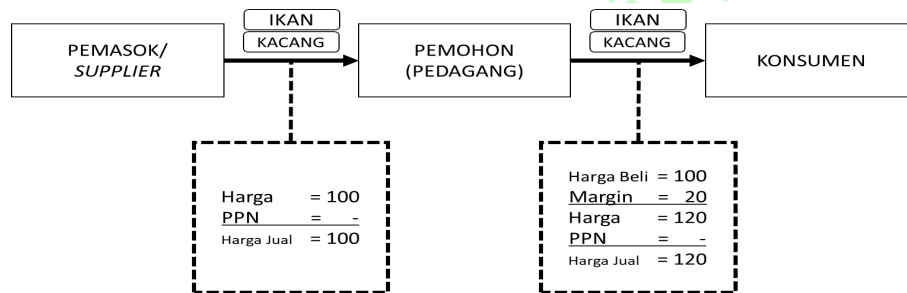 IKAN
KACANG
IKAN
KACANG
PEMASOK/
SUPPLIER
PEMOHON
(PEDAGANG)
KONSUMEN
Harga = 100
PPN = -
Harga Jual = 100
Harga Beli = 100
Margin = 20
Harga = 120
PPN = -
Harga Jual = 120